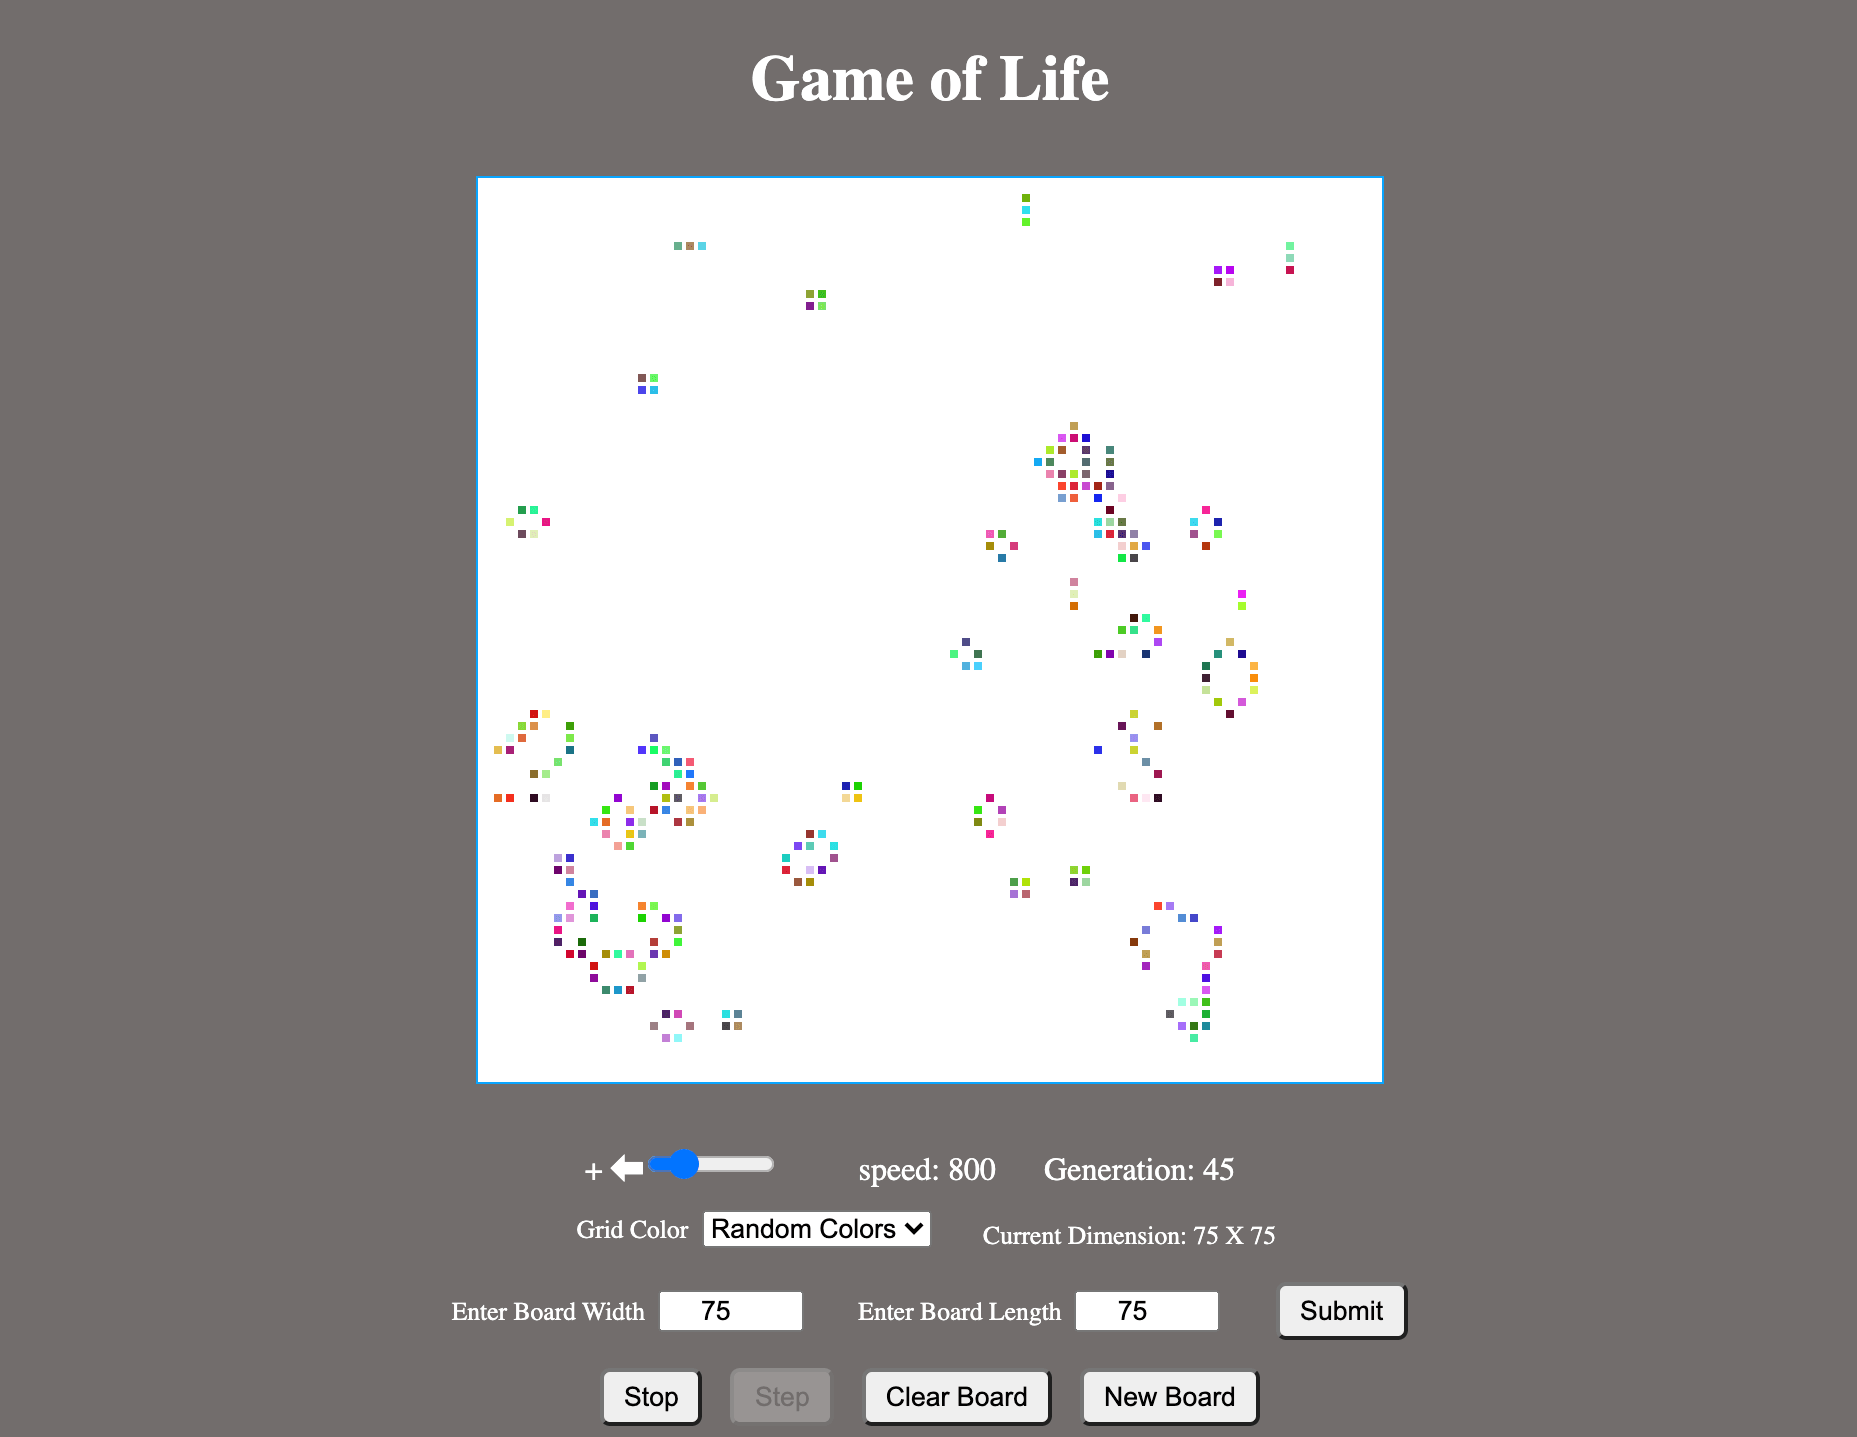 Game of Life
+ speed: 800 Generation: 45
Grid Color Random Colors Current Dimension: 75 X 75
Enter Board Width 75 Enter Board Length 75 Submit
Stop Step Clear Board New Board